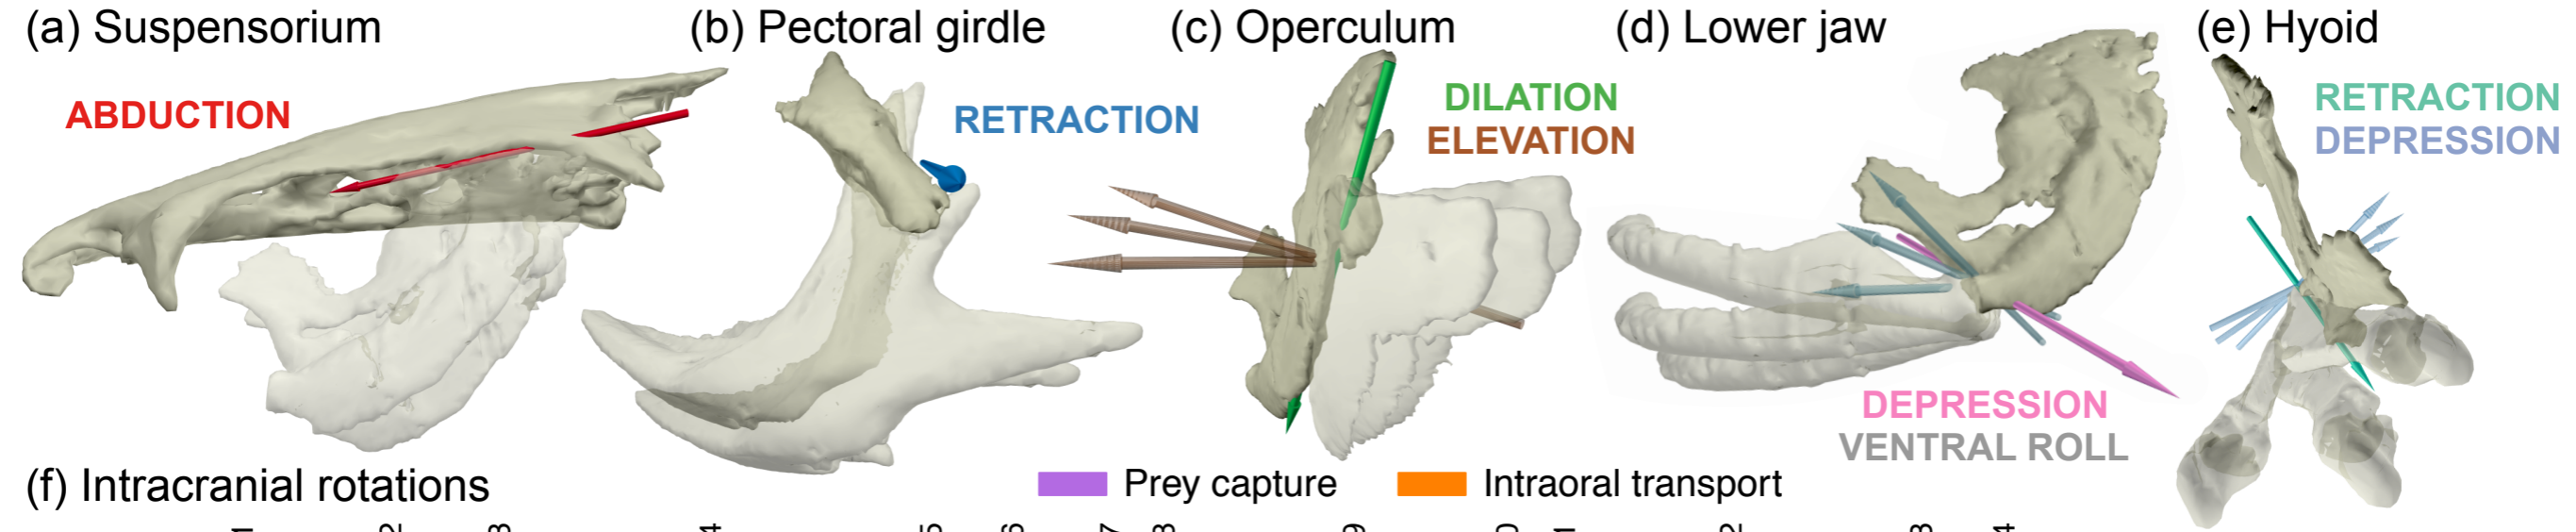 (a) Suspensorium
(b) Pectoral girdle
(c) Operculum
(d) Lower jaw
(e) Hyoid
ABDUCTION
RETRACTION
DILATION
ELEVATION
DEPRESSION
VENTRAL ROLL
RETRACTION
DEPRESSION
(f) Intracranial rotations
Prey capture
Intraoral transport